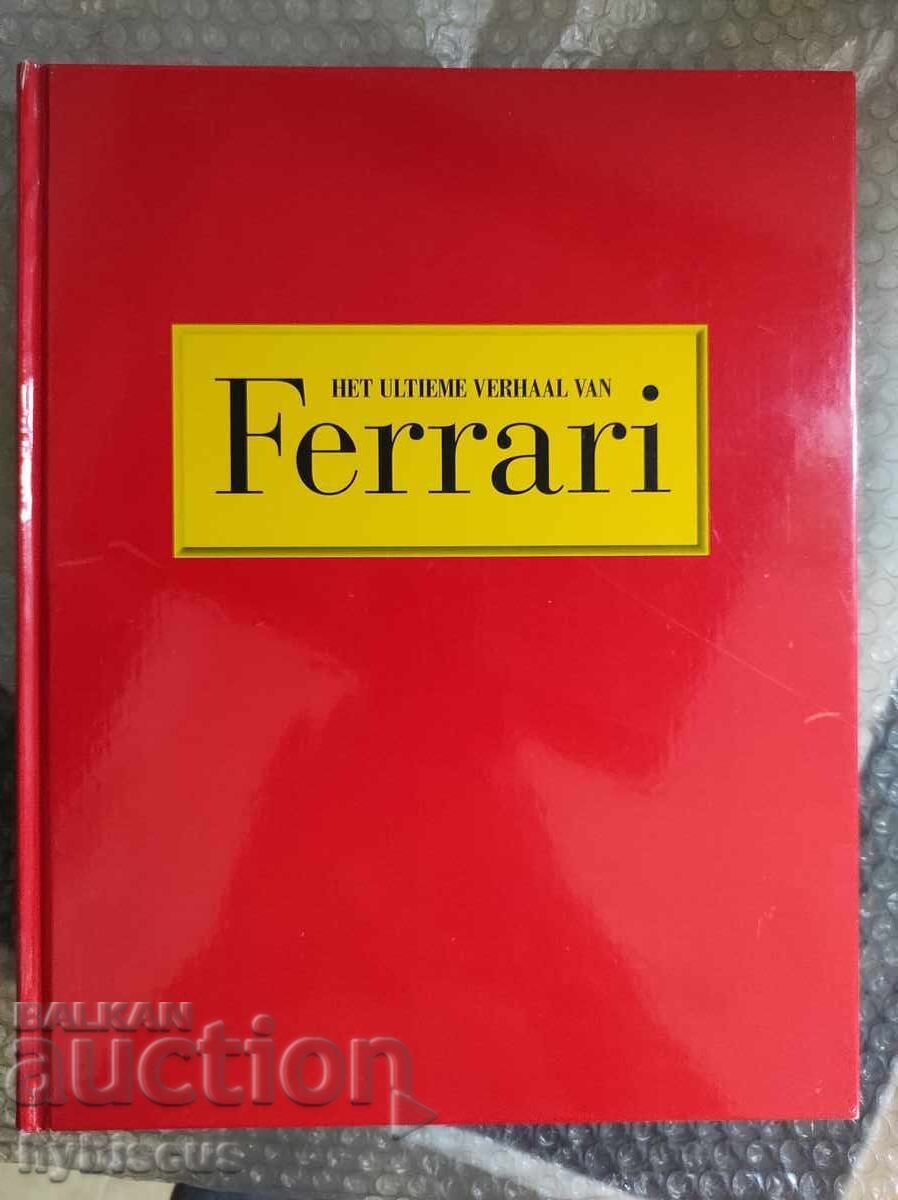 HET ULTIEME VERHAAL VAN
Ferrari
BALKAN
auction
hybiscus